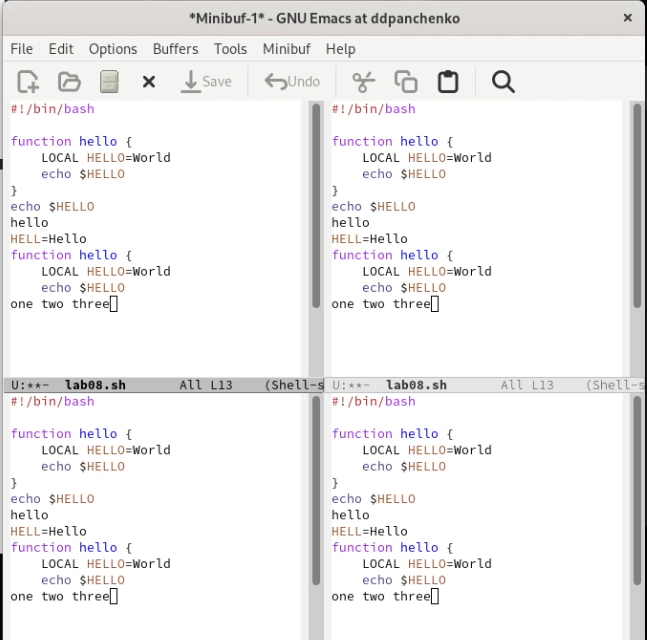 *Minibuf-1* - GNU Emacs at ddpanchenko
File Edit Options Buffers Tools Minibuf Help
Save Undo
#!/bin/bash
function hello {
    LOCAL HELLO=World
    echo $HELLO
}
echo $HELLO
hello
HELL=Hello
function hello {
    LOCAL HELLO=World
    echo $HELLO
one two three
U:**-  lab08.sh       All L13    (Shell-s
#!/bin/bash
function hello {
    LOCAL HELLO=World
    echo $HELLO
}
echo $HELLO
hello
HELL=Hello
function hello {
    LOCAL HELLO=World
    echo $HELLO
one two three
U:**-  lab08.sh       All L13    (Shell-s
#!/bin/bash
function hello {
    LOCAL HELLO=World
    echo $HELLO
}
echo $HELLO
hello
HELL=Hello
function hello {
    LOCAL HELLO=World
    echo $HELLO
one two three
#!/bin/bash
function hello {
    LOCAL HELLO=World
    echo $HELLO
}
echo $HELLO
hello
HELL=Hello
function hello {
    LOCAL HELLO=World
    echo $HELLO
one two three